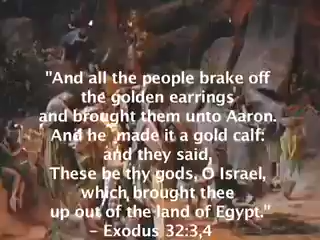 "And all the people brake off
the golden earrings
and brought them unto Aaron.
And he made it a gold calf:
and they said,
These be thy gods, O Israel,
which brought thee
up out of the land of Egypt."
– Exodus 32:3,4